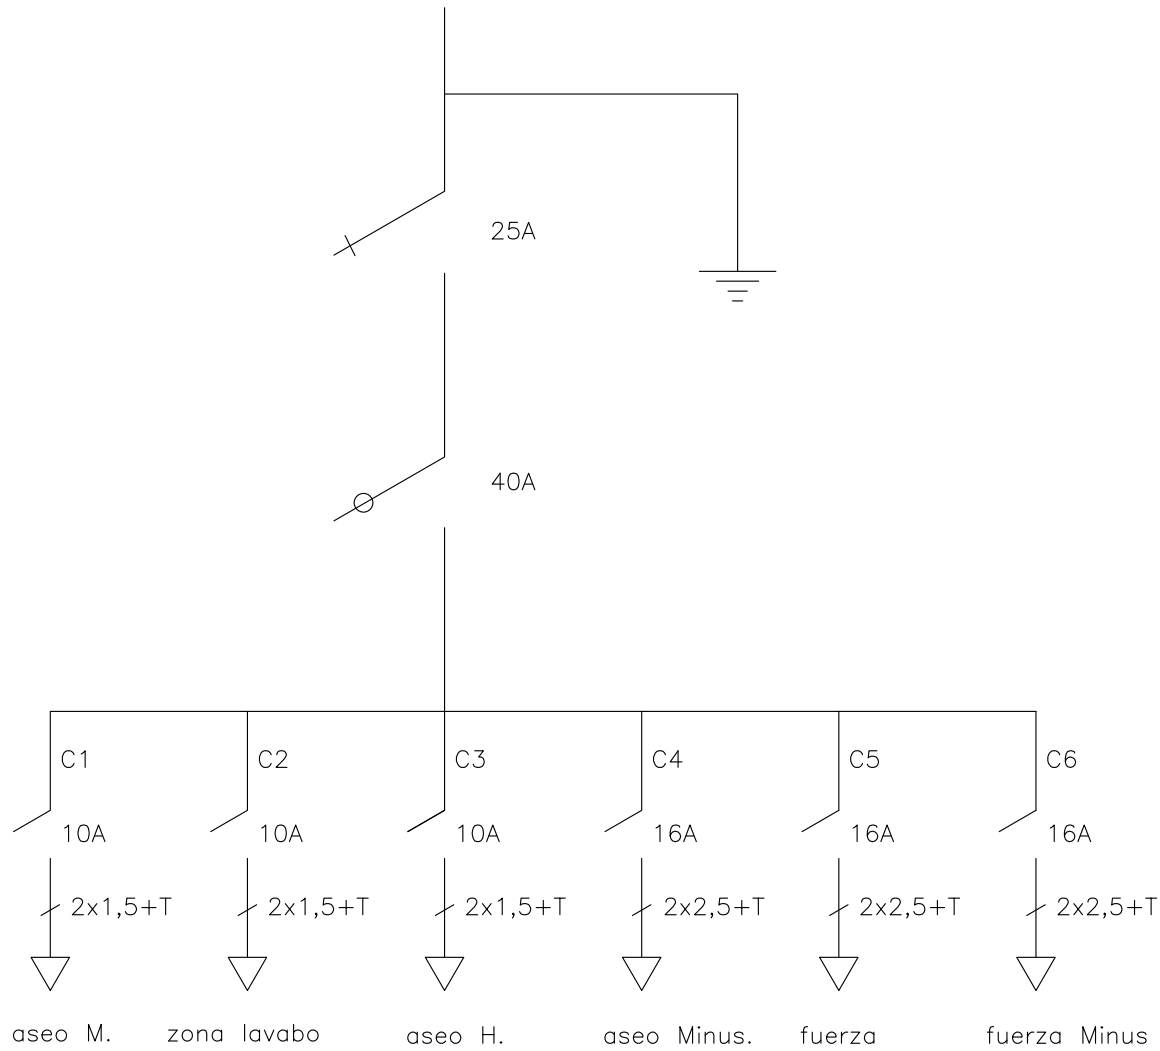 25A
40A
C1 C2 C3 C4 C5 C6
10A 10A 10A 16A 16A 16A
2x1,5+T 2x1,5+T 2x1,5+T 2x2,5+T 2x2,5+T 2x2,5+T
aseo M. zona lavabo aseo H. aseo Minus. fuerza fuerza Minus